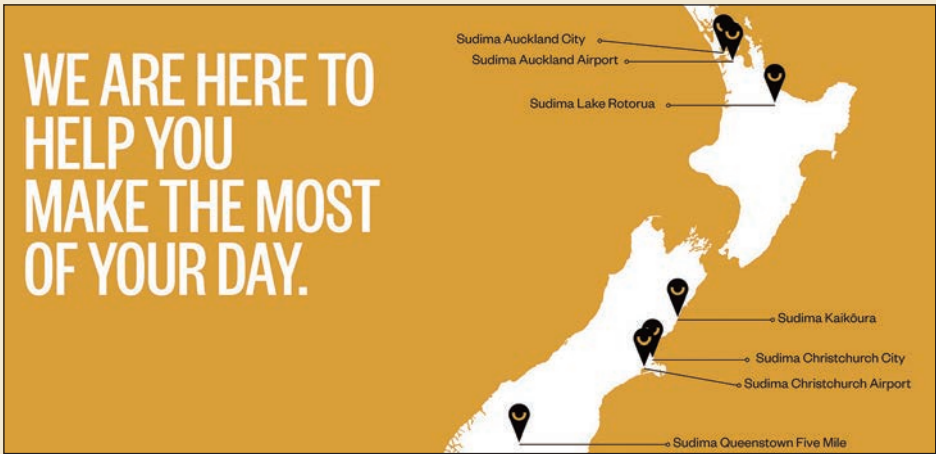 WE ARE HERE TO
HELP YOU
MAKE THE MOST
OF YOUR DAY.
Sudima Auckland City
Sudima Auckland Airport
Sudima Lake Rotorua
Sudima Kaikōura
Sudima Christchurch City
Sudima Christchurch Airport
Sudima Queenstown Five Mile